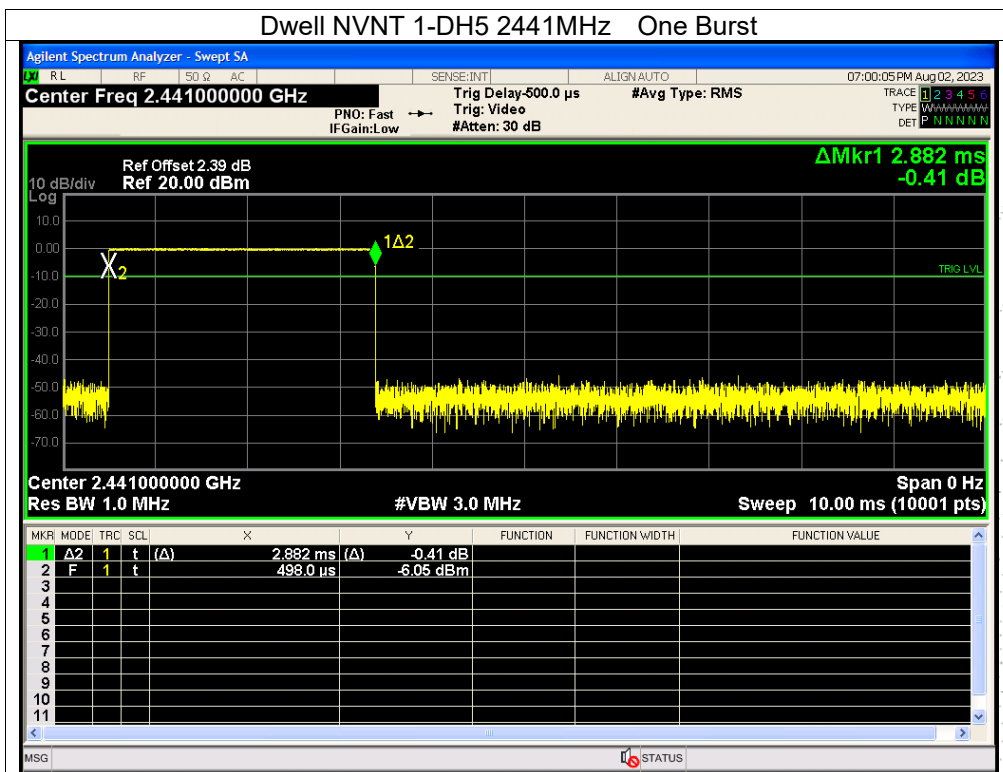 Dwell NVNT 1-DH5 2441MHz One Burst
Agilent Spectrum Analyzer - Swept SA
LXI RL RF 50 Ω AC SENSE:INT ALIGN AUTO 07:00:05 PM Aug 02, 2023
Center Freq 2.441000000 GHz Trig Delay-500.0 µs #Avg Type: RMS TRACE 1 2 3 4 5 6
PNO: Fast Trig: Video TYPE WWWWWW
IFGain:Low #Atten: 30 dB DET P N N N N N
ΔMkr1 2.882 ms
-0.41 dB
Ref Offset 2.39 dB
10 dB/div Ref 20.00 dBm
Log
10.0
0.00
1Δ2
2
-10.0
TRIG LVL
-20.0
-30.0
-40.0
-50.0
-60.0
-70.0
Center 2.441000000 GHz Span 0 Hz
Res BW 1.0 MHz #VBW 3.0 MHz Sweep 10.00 ms (10001 pts)
MKR MODE TRC SCL X Y FUNCTION FUNCTION WIDTH FUNCTION VALUE
1 Δ2 1 t (Δ) 2.882 ms (Δ) -0.41 dB
2 F 1 t 498.0 µs -6.05 dBm
3
4
5
6
7
8
9
10
11
MSG STATUS